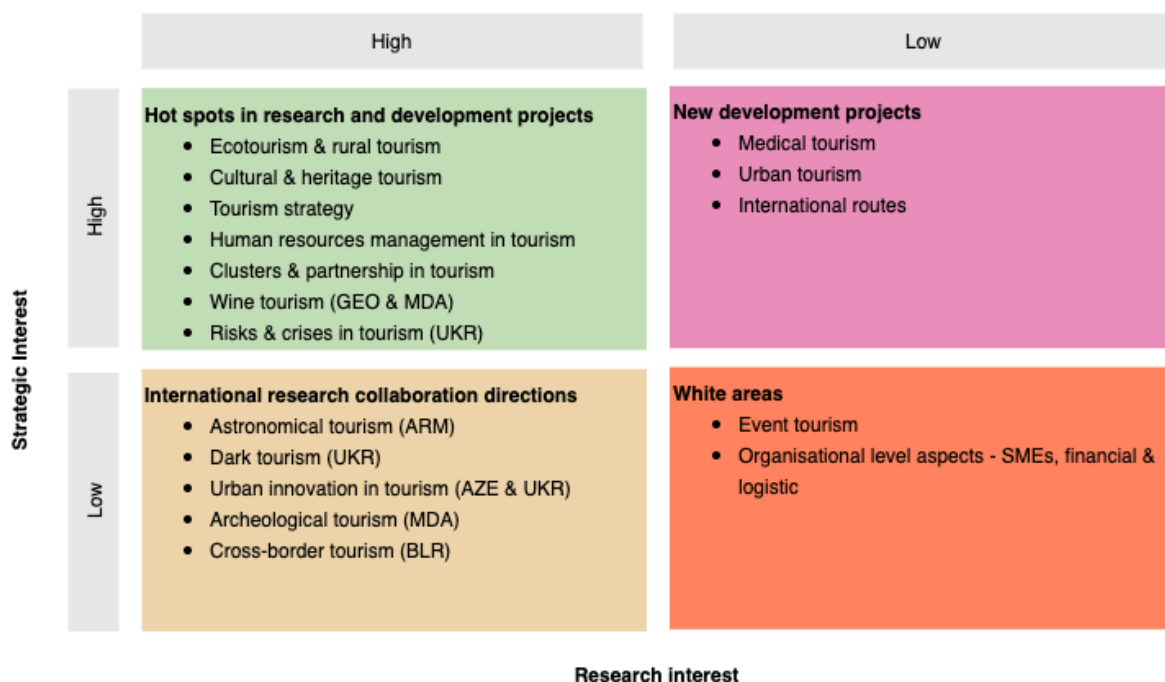 High
Low
High
Hot spots in research and development projects
• Ecotourism & rural tourism
• Cultural & heritage tourism
• Tourism strategy
• Human resources management in tourism
• Clusters & partnership in tourism
• Wine tourism (GEO & MDA)
• Risks & crises in tourism (UKR)
New development projects
• Medical tourism
• Urban tourism
• International routes
Strategic Interest
Low
International research collaboration directions
• Astronomical tourism (ARM)
• Dark tourism (UKR)
• Urban innovation in tourism (AZE & UKR)
• Archeological tourism (MDA)
• Cross-border tourism (BLR)
White areas
• Event tourism
• Organisational level aspects - SMEs, financial &
logistic
Research interest